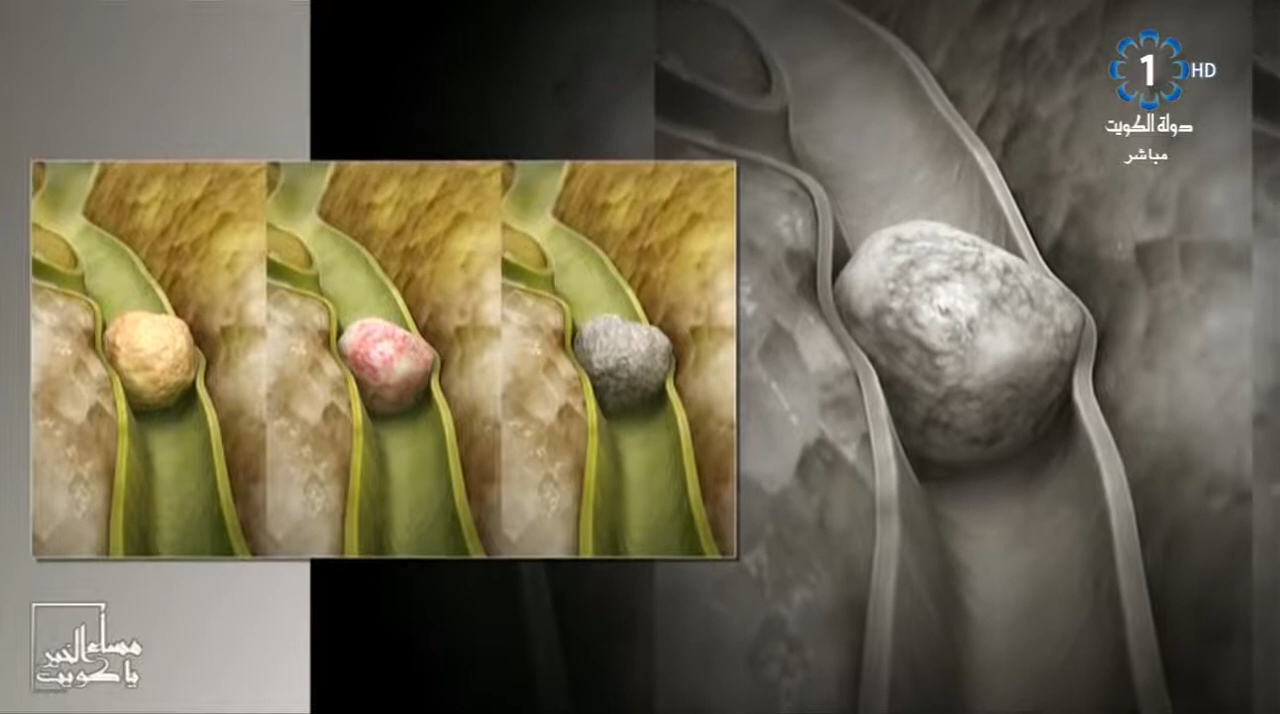 1 HD
دولة الكويت
مباشر
مساء الخير
يا كويت